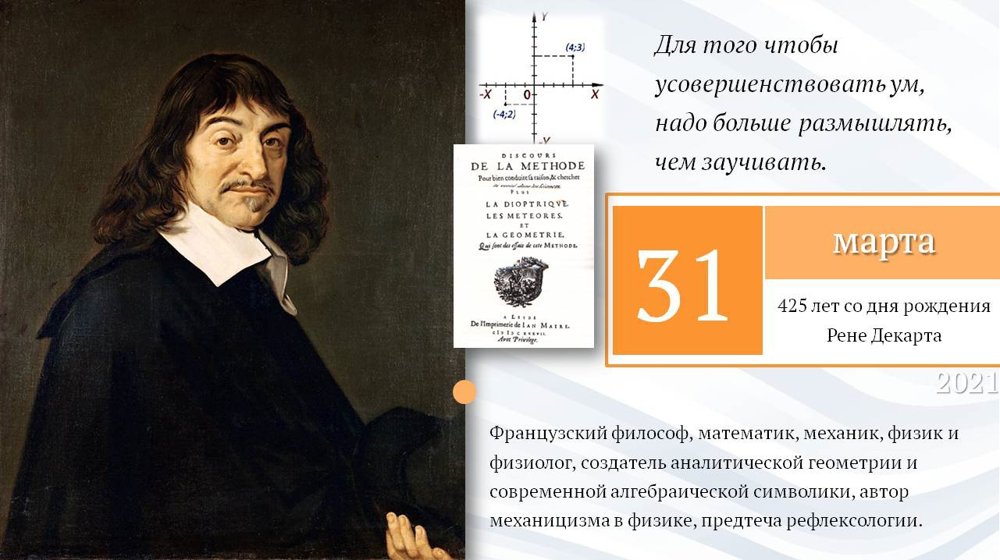 Y
(4;3)
-X
0
X
(-4;2)
-Y
Для того чтобы
усовершенствовать ум,
надо больше размышлять,
чем заучивать.
DISCOURS
DE LA METHODE
Pour bien conduire sa raison, & chercher
PLUS
LA DIOPTRIQVE.
LES METEORES.
ET
LA GEOMETRIE.
Qui sont des essais de cete METHODE.
A LEYDE
De l'Imprimerie de IAN MAIRE.
Avec Privilege.
31
марта
425 лет со дня рождения
Рене Декарта
2021
Французский философ, математик, механик, физик и
физиолог, создатель аналитической геометрии и
современной алгебраической символики, автор
механицизма в физике, предтеча рефлексологии.